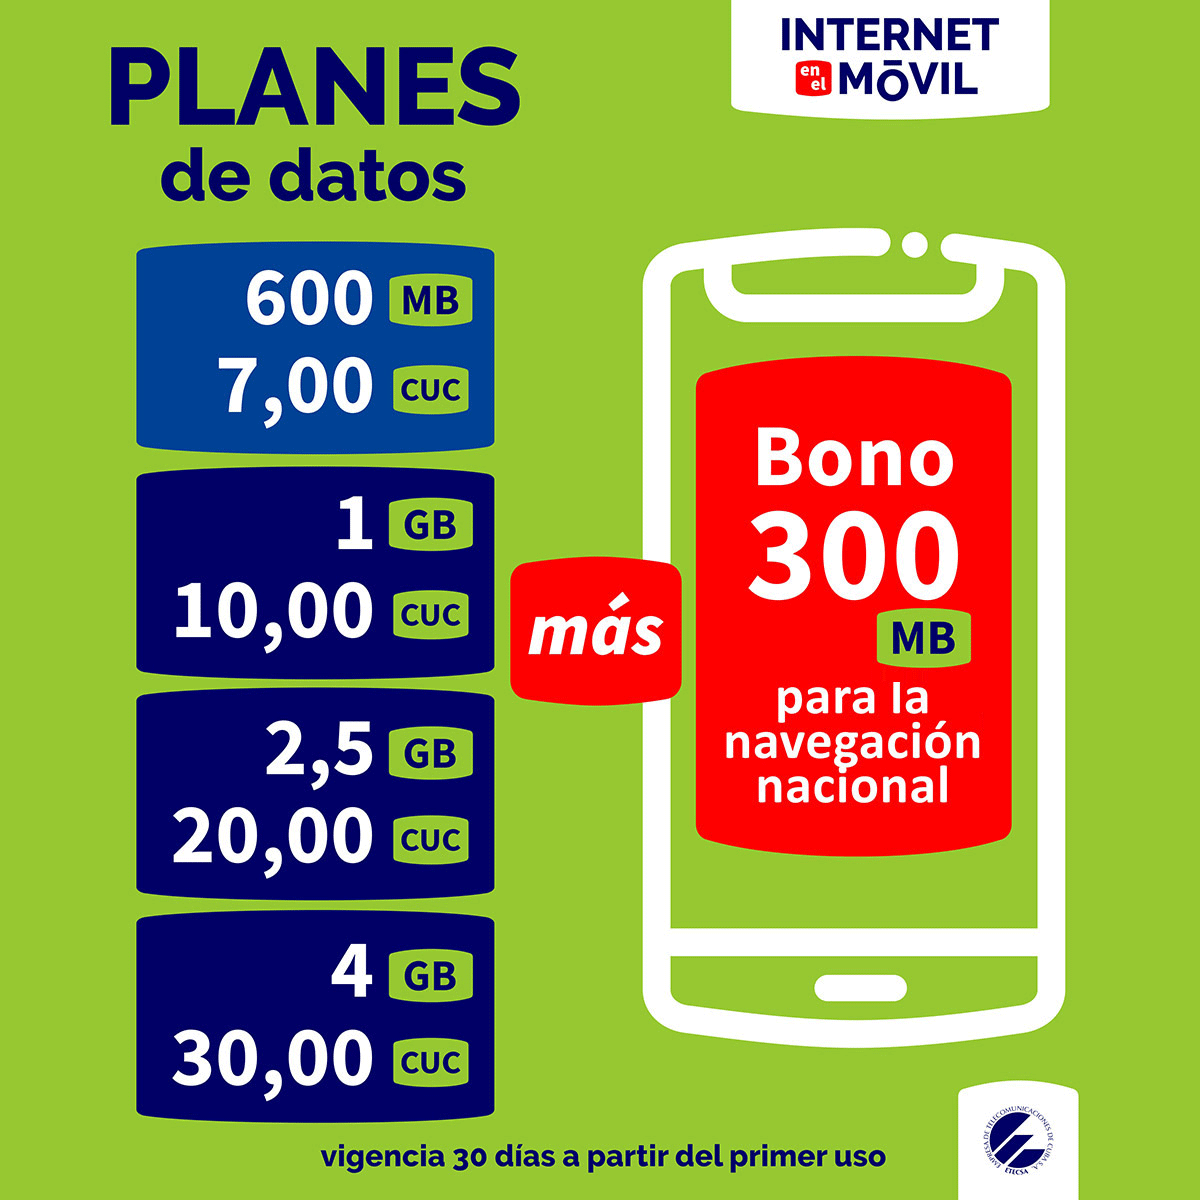 PLANES
de datos
INTERNET
en el MÓVIL
600 MB
7,00 CUC
1 GB
10,00 CUC
2,5 GB
20,00 CUC
4 GB
30,00 CUC
más
Bono
300
MB
para la
navegación
nacional
vigencia 30 días a partir del primer uso
EMPRESA DE TELECOMUNICACIONES DE CUBA S.A.
ETECSA